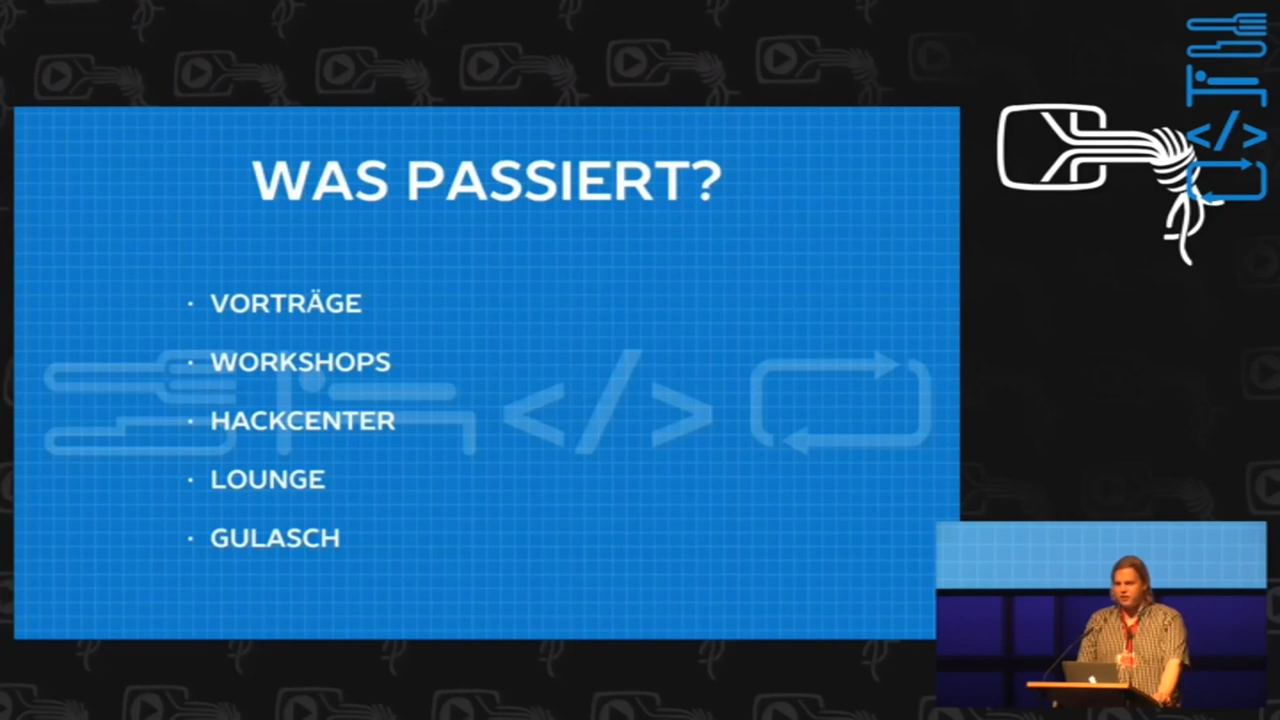 WAS PASSIERT?
· VORTRÄGE
· WORKSHOPS
· HACKCENTER
· LOUNGE
· GULASCH